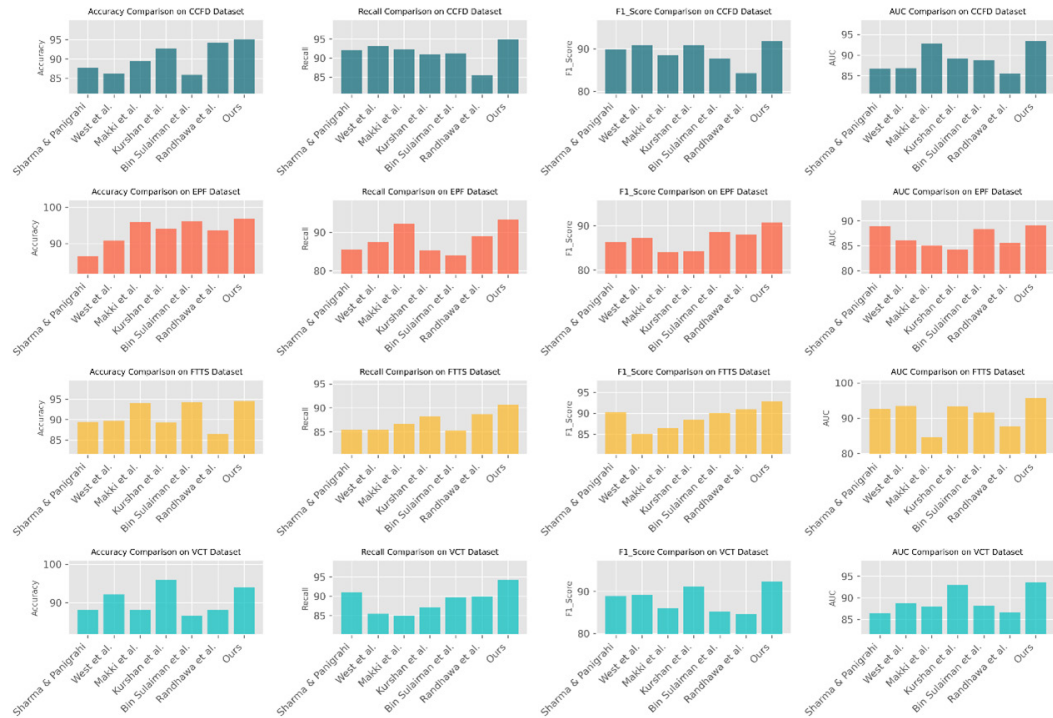 Accuracy Comparison on CCFD Dataset
Accuracy
95
90
85
Sharma & Panigrahi
West et al.
Makki et al.
Kurshan et al.
Bin Sulaiman et al.
Randhawa et al.
Ours
Recall Comparison on CCFD Dataset
Recall
95
90
85
Sharma & Panigrahi
West et al.
Makki et al.
Kurshan et al.
Bin Sulaiman et al.
Randhawa et al.
Ours
F1_Score Comparison on CCFD Dataset
F1_Score
90
80
Sharma & Panigrahi
West et al.
Makki et al.
Kurshan et al.
Bin Sulaiman et al.
Randhawa et al.
Ours
AUC Comparison on CCFD Dataset
AUC
90
85
Sharma & Panigrahi
West et al.
Makki et al.
Kurshan et al.
Bin Sulaiman et al.
Randhawa et al.
Ours
Accuracy Comparison on EPF Dataset
Accuracy
100
90
Sharma & Panigrahi
West et al.
Makki et al.
Kurshan et al.
Bin Sulaiman et al.
Randhawa et al.
Ours
Recall Comparison on EPF Dataset
Recall
90
80
Sharma & Panigrahi
West et al.
Makki et al.
Kurshan et al.
Bin Sulaiman et al.
Randhawa et al.
Ours
F1_Score Comparison on EPF Dataset
F1_Score
90
80
Sharma & Panigrahi
West et al.
Makki et al.
Kurshan et al.
Bin Sulaiman et al.
Randhawa et al.
Ours
AUC Comparison on EPF Dataset
AUC
90
85
80
Sharma & Panigrahi
West et al.
Makki et al.
Kurshan et al.
Bin Sulaiman et al.
Randhawa et al.
Ours
Accuracy Comparison on FTTS Dataset
Accuracy
95
90
85
Sharma & Panigrahi
West et al.
Makki et al.
Kurshan et al.
Bin Sulaiman et al.
Randhawa et al.
Ours
Recall Comparison on FTTS Dataset
Recall
95
90
85
Sharma & Panigrahi
West et al.
Makki et al.
Kurshan et al.
Bin Sulaiman et al.
Randhawa et al.
Ours
F1_Score Comparison on FTTS Dataset
F1_Score
95
90
85
Sharma & Panigrahi
West et al.
Makki et al.
Kurshan et al.
Bin Sulaiman et al.
Randhawa et al.
Ours
AUC Comparison on FTTS Dataset
AUC
100
90
80
Sharma & Panigrahi
West et al.
Makki et al.
Kurshan et al.
Bin Sulaiman et al.
Randhawa et al.
Ours
Accuracy Comparison on VCT Dataset
Accuracy
100
90
Sharma & Panigrahi
West et al.
Makki et al.
Kurshan et al.
Bin Sulaiman et al.
Randhawa et al.
Ours
Recall Comparison on VCT Dataset
Recall
95
90
85
Sharma & Panigrahi
West et al.
Makki et al.
Kurshan et al.
Bin Sulaiman et al.
Randhawa et al.
Ours
F1_Score Comparison on VCT Dataset
F1_Score
90
80
Sharma & Panigrahi
West et al.
Makki et al.
Kurshan et al.
Bin Sulaiman et al.
Randhawa et al.
Ours
AUC Comparison on VCT Dataset
AUC
95
90
85
Sharma & Panigrahi
West et al.
Makki et al.
Kurshan et al.
Bin Sulaiman et al.
Randhawa et al.
Ours